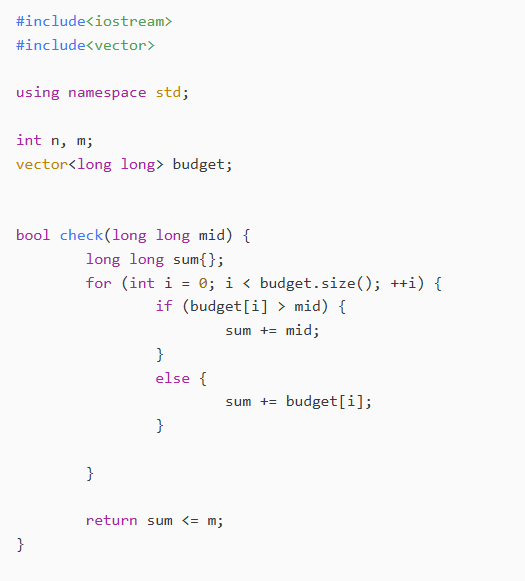 #include<iostream>
#include<vector>

using namespace std;

int n, m;
vector<long long> budget;


bool check(long long mid) {
        long long sum{};
        for (int i = 0; i < budget.size(); ++i) {
                if (budget[i] > mid) {
                        sum += mid;
                }
                else {
                        sum += budget[i];
                }

        }

        return sum <= m;
}